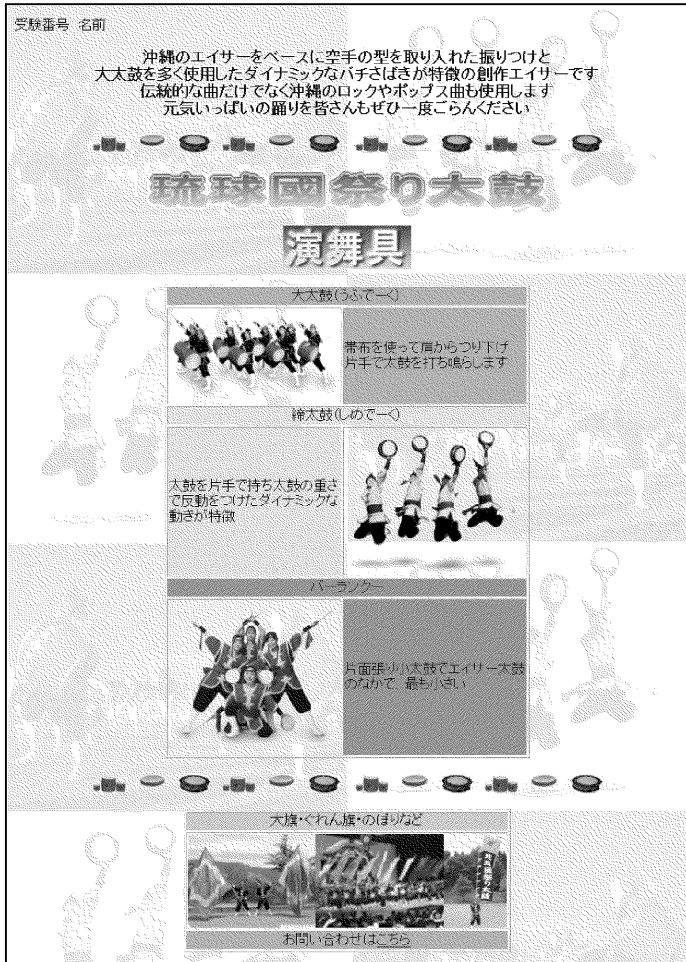 受験番号 名前
沖縄のエイサーをベースに空手の型を取り入れた振りつけと
大太鼓を多く使用したダイナミックなバチさばきが特徴の創作エイサーです
伝統的な曲だけでなく沖縄のロックやポップス曲も使用します
元気いっぱいの踊りを皆さんもぜひ一度ごらんください
琉球國祭り太鼓
演舞具
大太鼓(うふでーく)
帯布を使って肩からつり下げ
片手で太鼓を打ち鳴らします
締太鼓(しめでーく)
太鼓を片手で持ち太鼓の重さ
で反動をつけたダイナミックな
動きが特徴
パーランクー
片面張り小太鼓でエイサー太鼓
のなかで、最も小さい
大旗・ぐれん旗・のぼりなど
琉球國祭り太鼓
お問い合わせはこちら